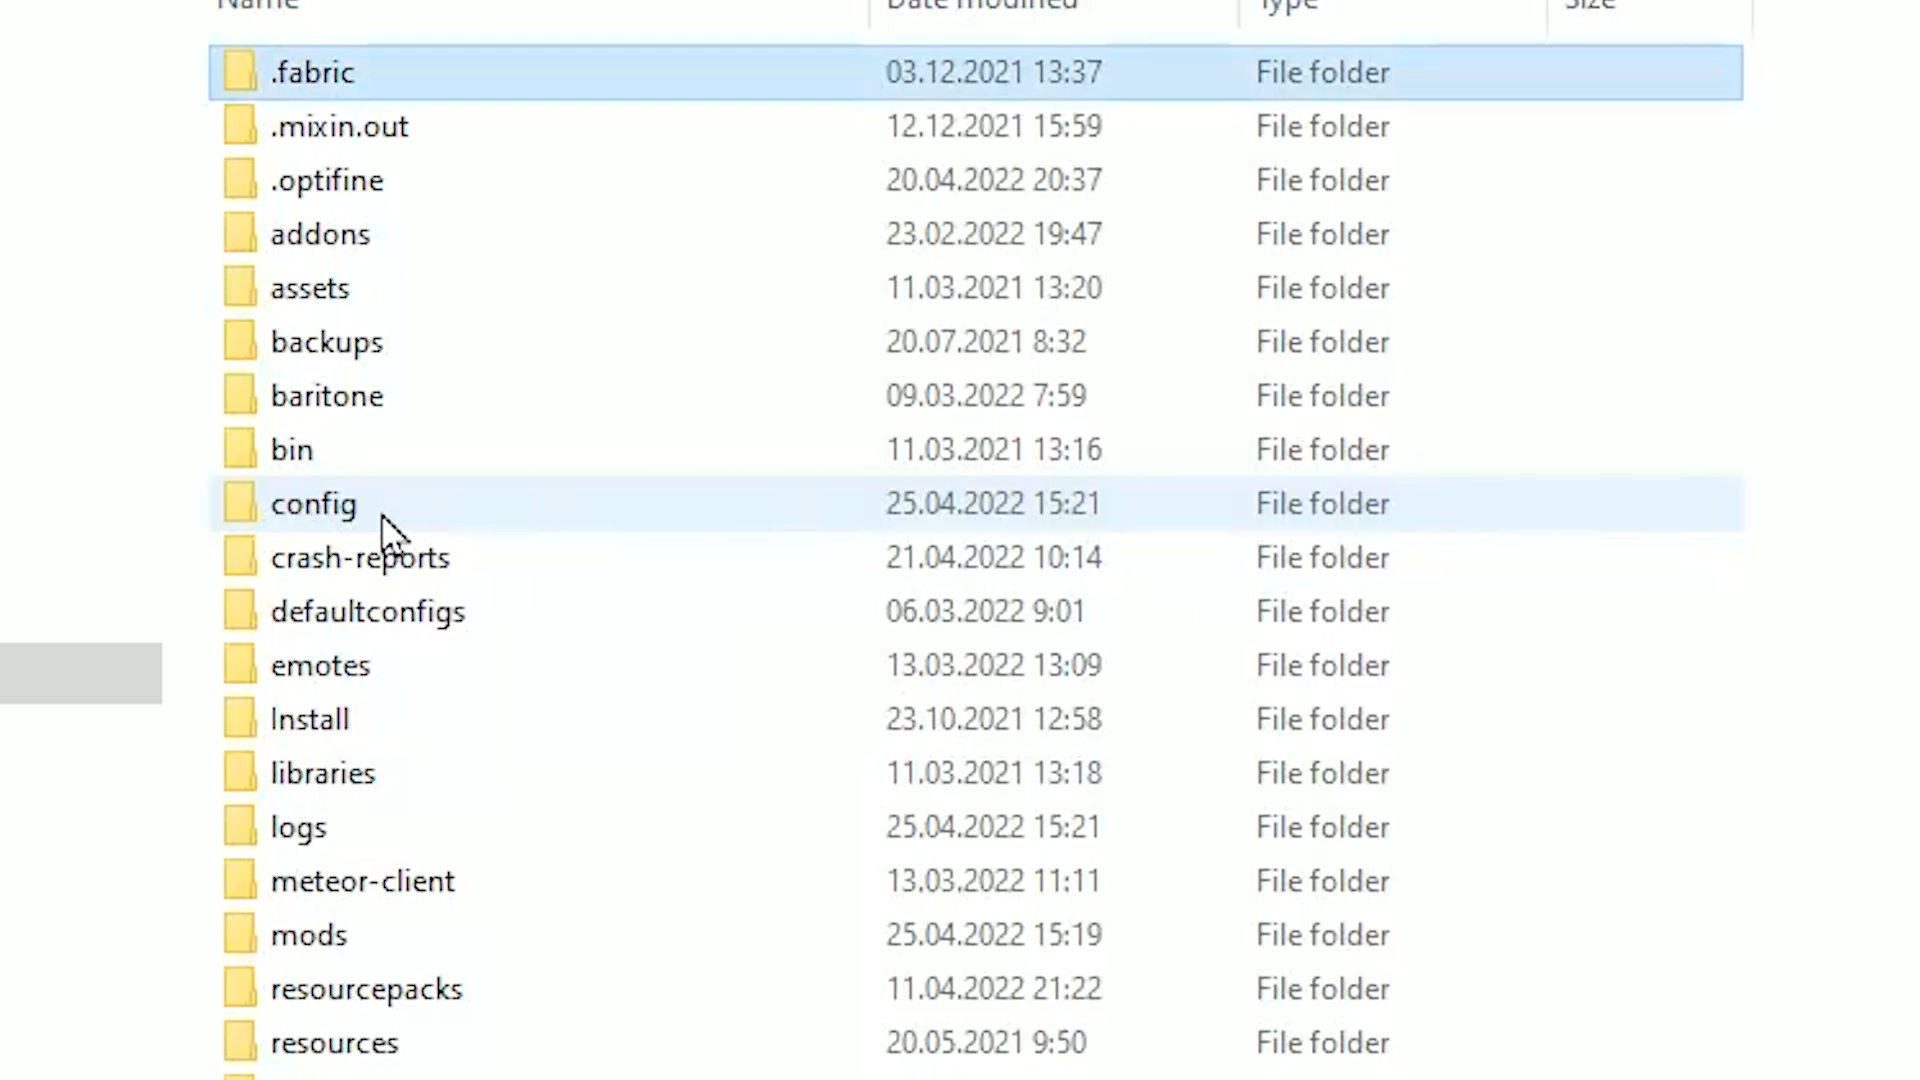 Name Date modified Type Size
.fabric 03.12.2021 13:37 File folder
.mixin.out 12.12.2021 15:59 File folder
.optifine 20.04.2022 20:37 File folder
addons 23.02.2022 19:47 File folder
assets 11.03.2021 13:20 File folder
backups 20.07.2021 8:32 File folder
baritone 09.03.2022 7:59 File folder
bin 11.03.2021 13:16 File folder
config 25.04.2022 15:21 File folder
crash-reports 21.04.2022 10:14 File folder
defaultconfigs 06.03.2022 9:01 File folder
emotes 13.03.2022 13:09 File folder
Install 23.10.2021 12:58 File folder
libraries 11.03.2021 13:18 File folder
logs 25.04.2022 15:21 File folder
meteor-client 13.03.2022 11:11 File folder
mods 25.04.2022 15:19 File folder
resourcepacks 11.04.2022 21:22 File folder
resources 20.05.2021 9:50 File folder